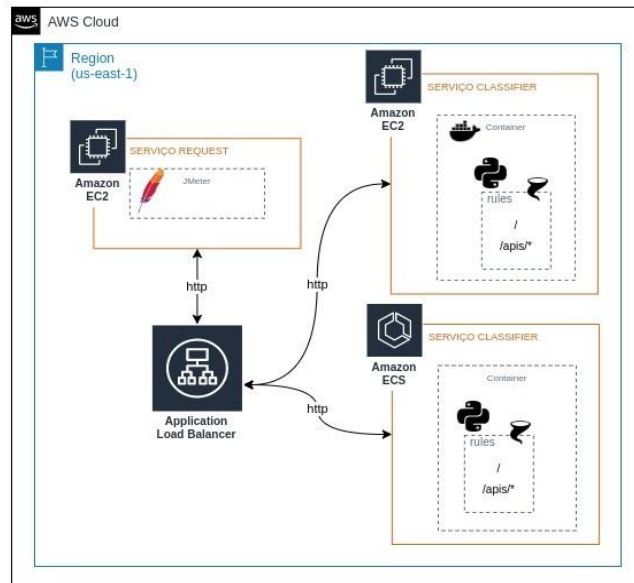 aws
AWS Cloud
Region
(us-east-1)
Amazon
EC2
SERVIÇO REQUEST
JMeter
http
Application
Load Balancer
http
http
Amazon
EC2
SERVIÇO CLASSIFIER
Container
rules
/
/apis/*
Amazon
ECS
SERVIÇO CLASSIFIER
Container
rules
/
/apis/*